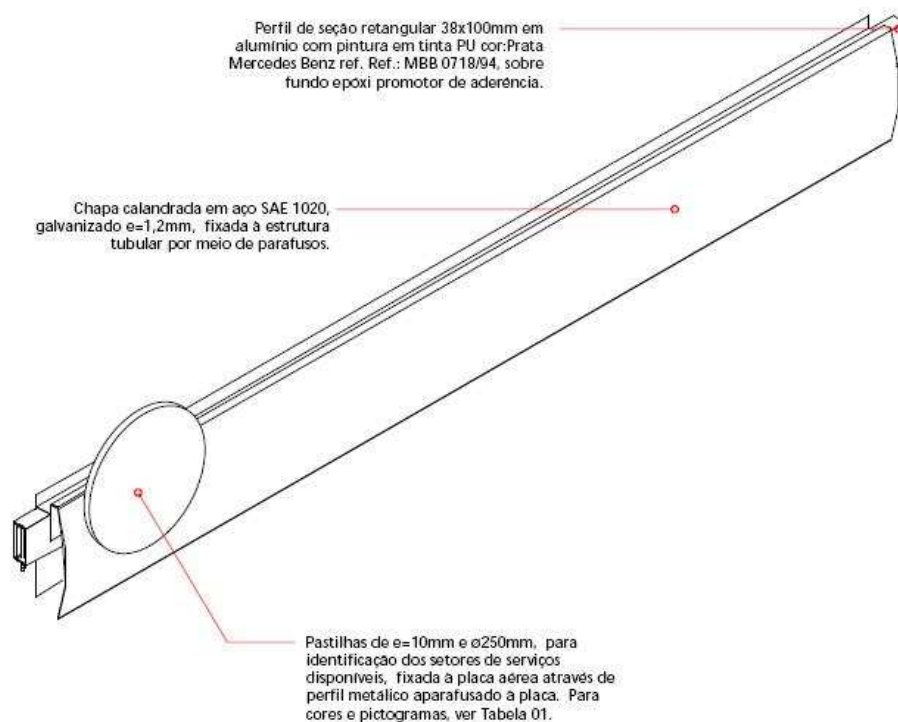 Perfil de seção retangular 38x100mm em
alumínio com pintura em tinta PU cor:Prata
Mercedes Benz ref. Ref.: MBB 0718/94, sobre
fundo epóxi promotor de aderência.
Chapa calandrada em aço SAE 1020,
galvanizado e=1,2mm, fixada à estrutura
tubular por meio de parafusos.
Pastilhas de e=10mm e ø250mm, para
identificação dos setores de serviços
disponíveis, fixada à placa aérea através de
perfil metálico aparafusado à placa. Para
cores e pictogramas, ver Tabela 01.